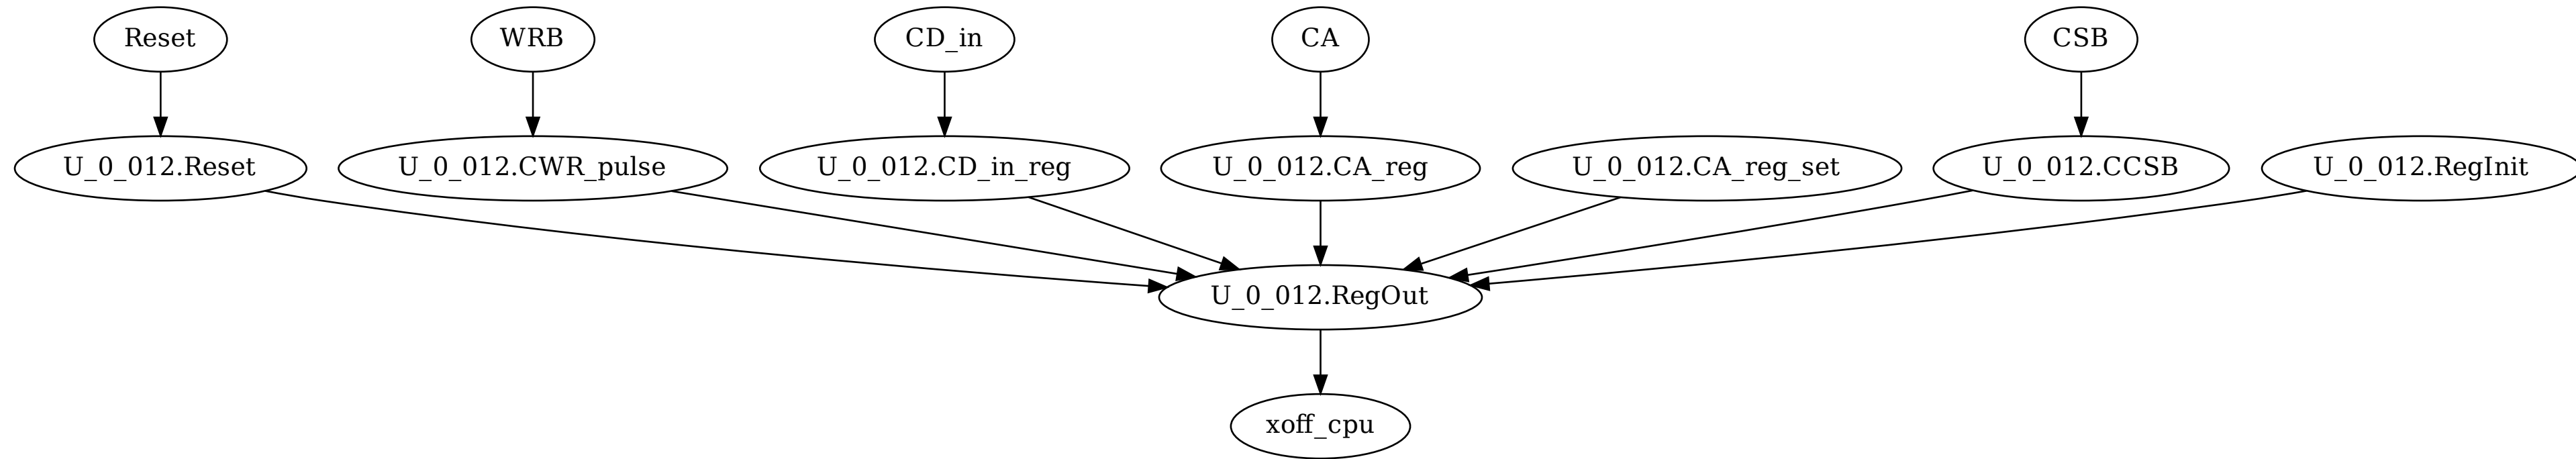 Reset
WRB
CD_in
CA
CSB
U_0_012.Reset
U_0_012.CWR_pulse
U_0_012.CD_in_reg
U_0_012.CA_reg
U_0_012.CA_reg_set
U_0_012.CCSB
U_0_012.RegInit
U_0_012.RegOut
xoff_cpu